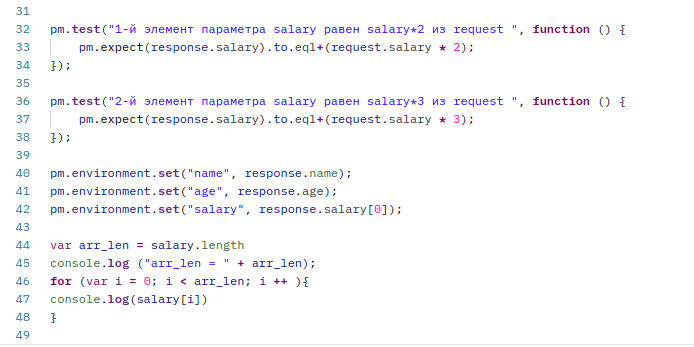 31
32 pm.test("1-й элемент параметра salary равен salary*2 из request ", function () {
33 pm.expect(response.salary).to.eql+(request.salary * 2);
34 });
35
36 pm.test("2-й элемент параметра salary равен salary*3 из request ", function () {
37 pm.expect(response.salary).to.eql+(request.salary * 3);
38 });
39
40 pm.environment.set("name", response.name);
41 pm.environment.set("age", response.age);
42 pm.environment.set("salary", response.salary[0]);
43
44 var arr_len = salary.length
45 console.log ("arr_len = " + arr_len);
46 for (var i = 0; i < arr_len; i ++ ){
47 console.log(salary[i])
48 }
49